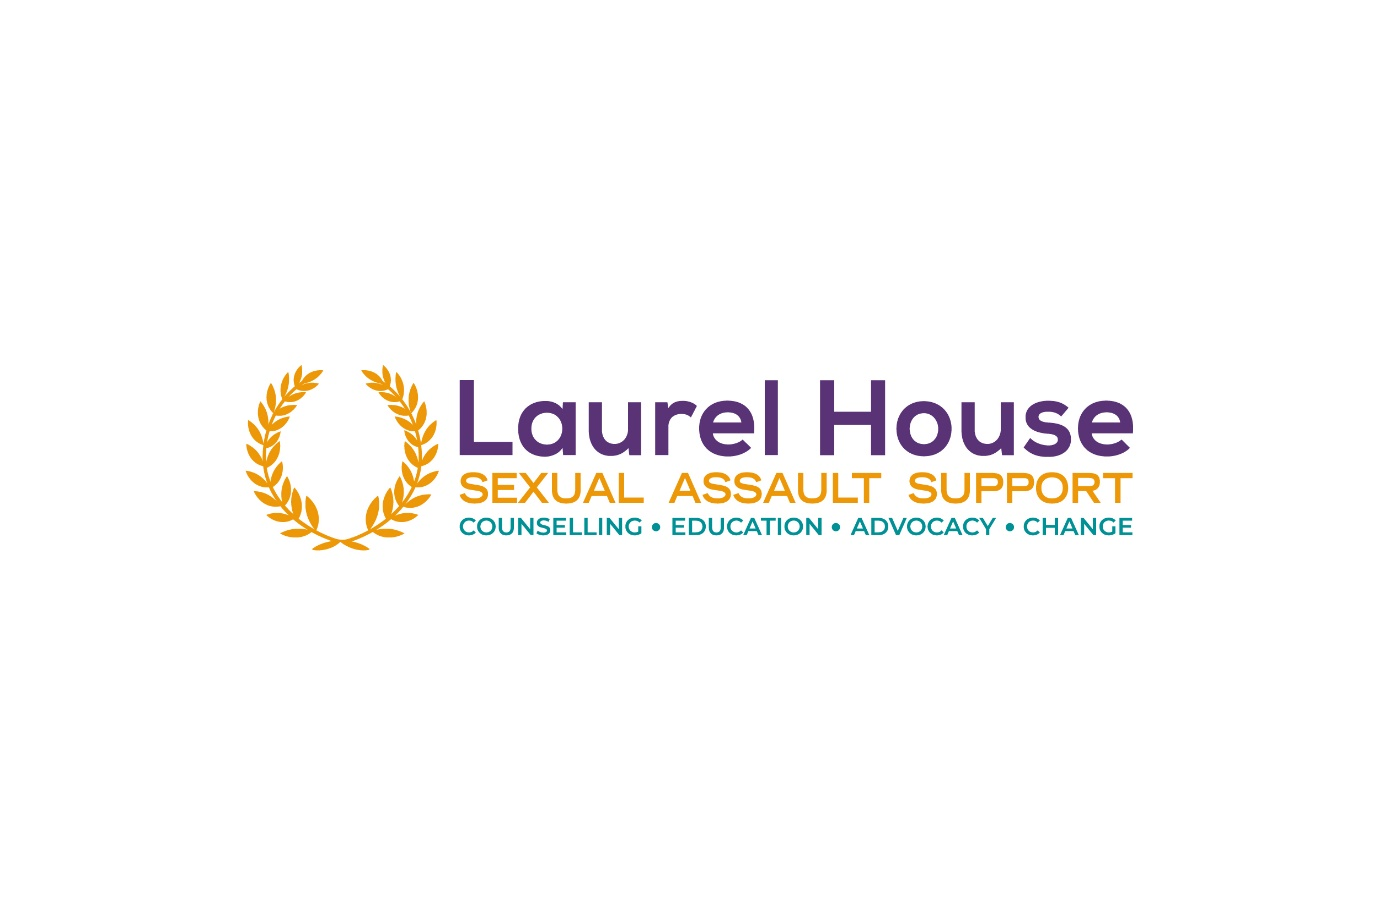 Laurel House
SEXUAL ASSAULT SUPPORT
COUNSELLING • EDUCATION • ADVOCACY • CHANGE